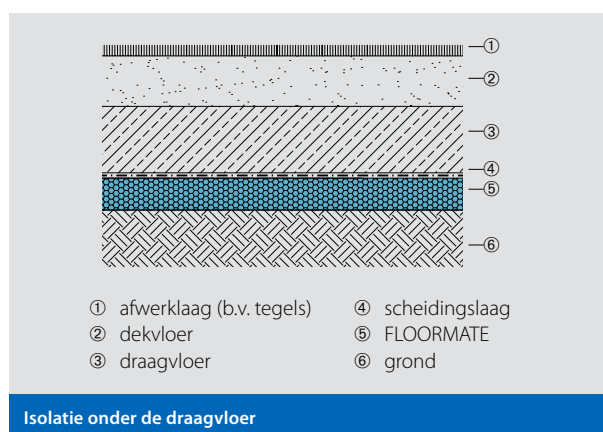 ①
②
③
④
⑤
⑥
① afwerklaag (b.v. tegels) ④ scheidingslaag
② dekvloer ⑤ FLOORMATE
③ draagvloer ⑥ grond
Isolatie onder de draagvloer